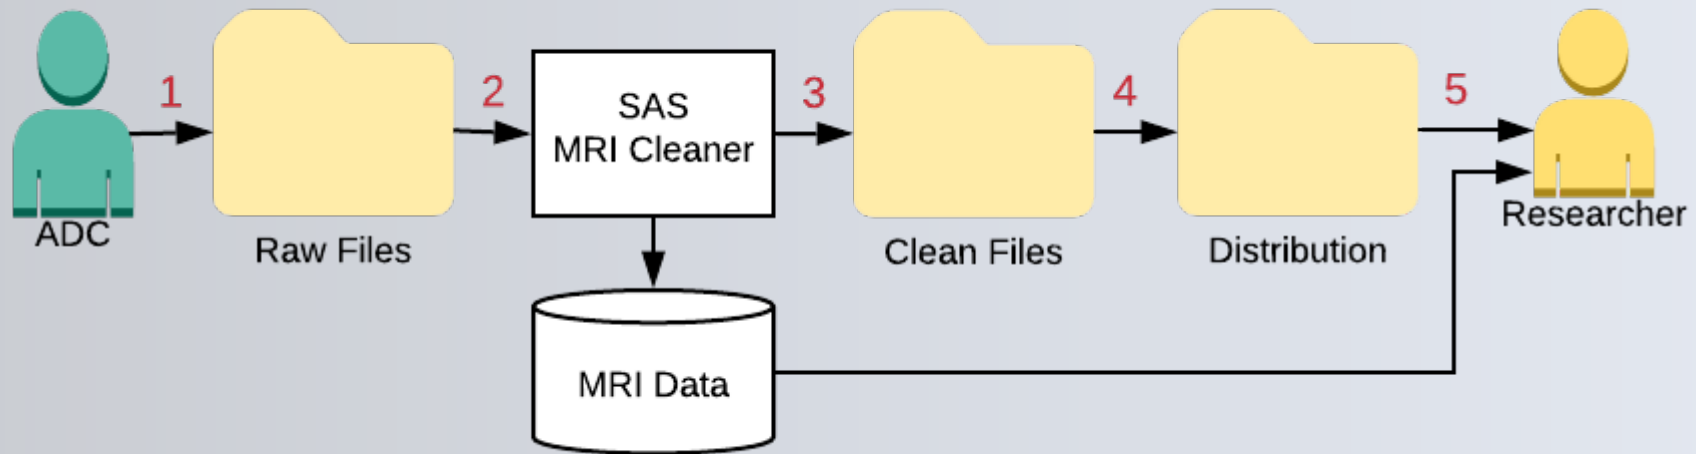 1
2
3
4
5
SAS
MRI Cleaner
ADC
Raw Files
Clean Files
Distribution
Researcher
MRI Data